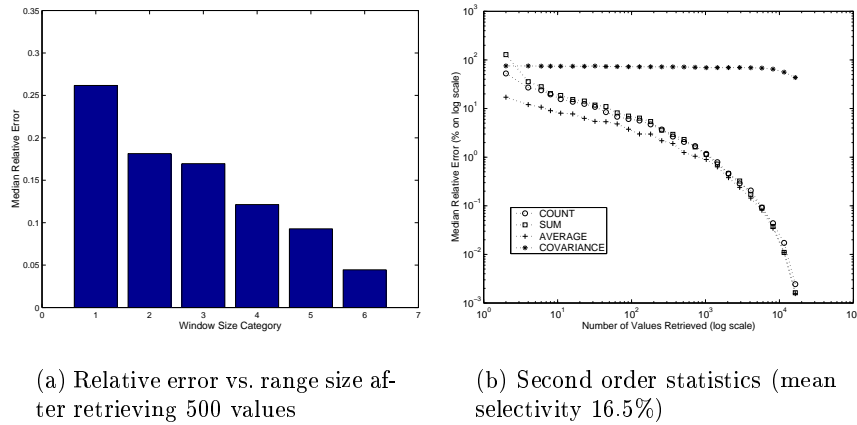 0.35
0.3
0.25
0.2
0.15
0.1
0.05
0
Median Relative Error
0 1 2 3 4 5 6 7
Window Size Category
(a) Relative error vs. range size af-
ter retrieving 500 values
10^3
10^2
10^1
10^0
10^-1
10^-2
10^-3
Median Relative Error (% on log scale)
COUNT
SUM
AVERAGE
COVARIANCE
10^0 10^1 10^2 10^3 10^4 10^5
Number of Values Retrieved (log scale)
(b) Second order statistics (mean
selectivity 16.5%)